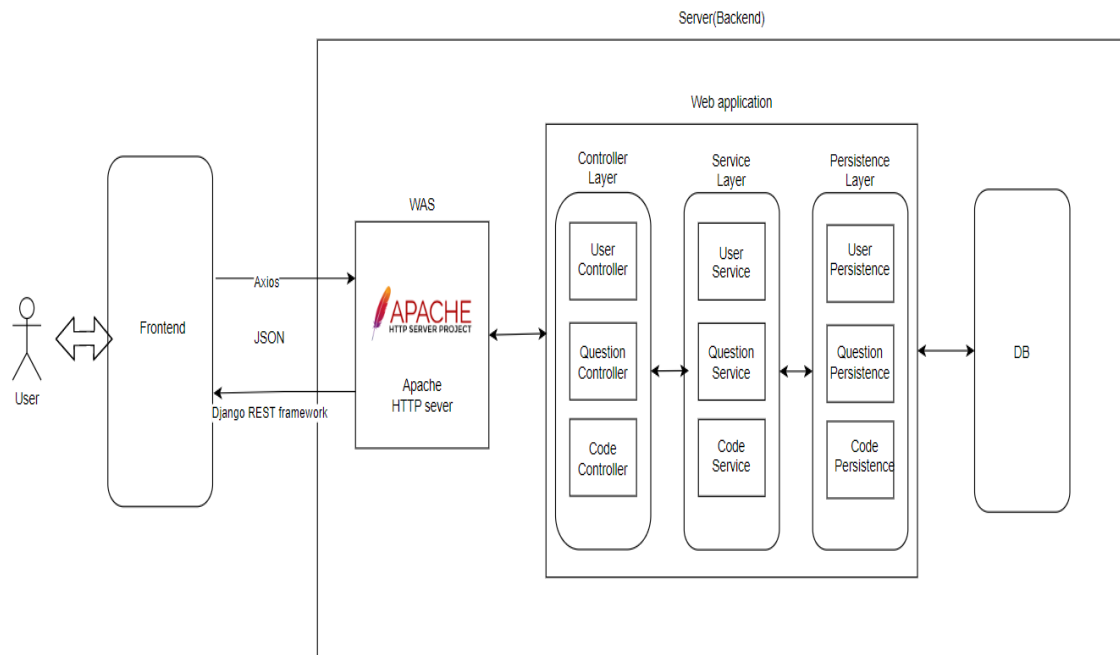 Server(Backend)
Web application
Controller
Layer
Service
Layer
Persistence
Layer
WAS
User
Controller
User
Service
User
Persistence
Axios
APACHE
HTTP SERVER PROJECT
Frontend
JSON
Question
Controller
Question
Service
Question
Persistence
DB
Apache
HTTP sever
User
Django REST framework
Code
Controller
Code
Service
Code
Persistence